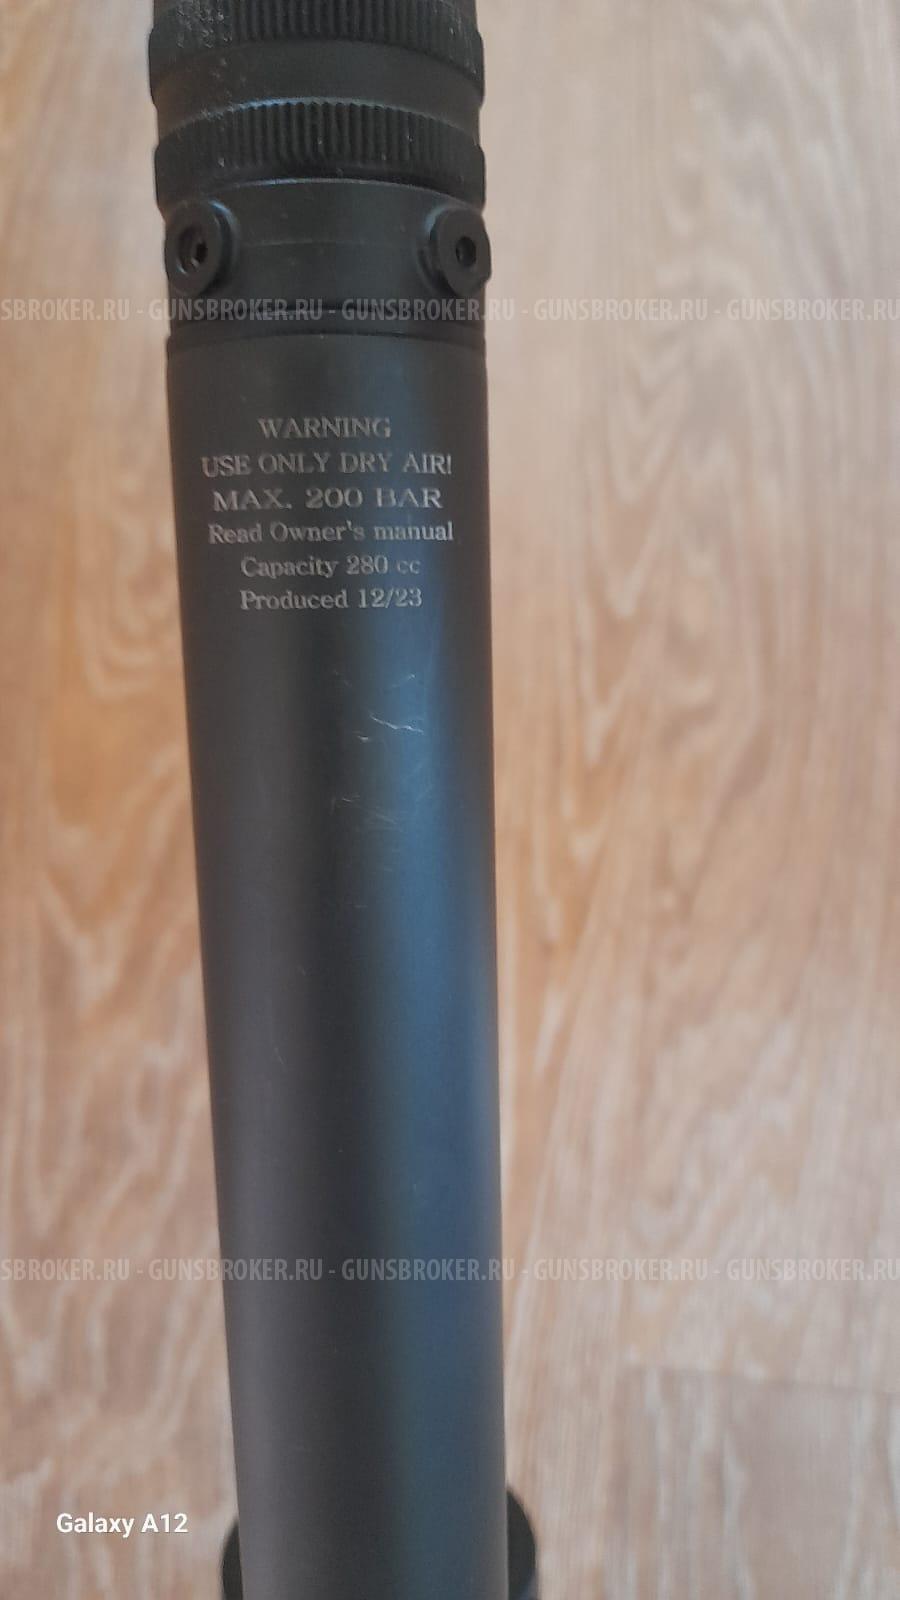 SBROKER.RU - GUNSBROKER.RU - GUNSBROKER.RU - GUNSBROKER.RU - GUNSBROKER.RU
WARNING
USE ONLY DRY AIR!
MAX. 200 BAR
Read Owner's manual
Capacity 280 cc
Produced 12/23
SBROKER.RU - GUNSBROKER.RU - GUNSBROKER.RU - GUNSBROKER.RU - GUNSBROKER.RU
Galaxy A12